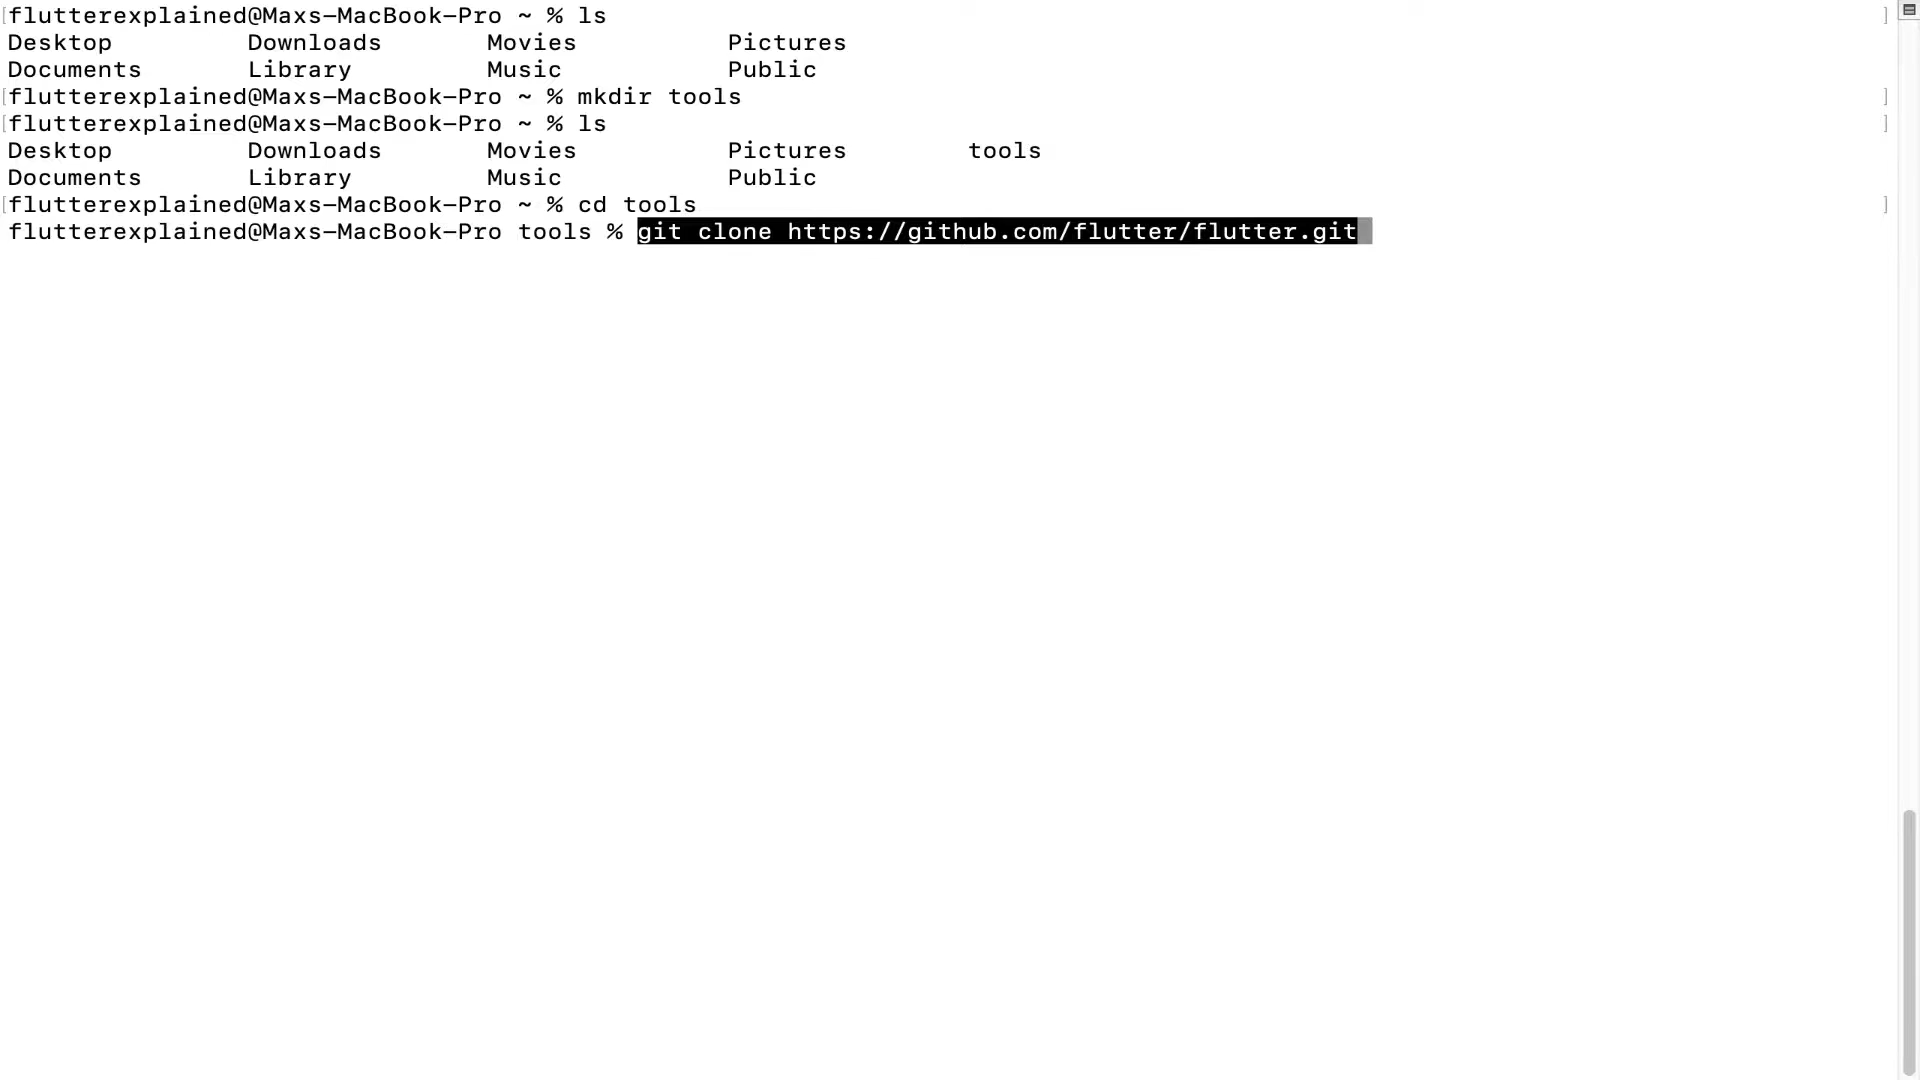 [flutterexplained@Maxs-MacBook-Pro ~ % ls ]
Desktop Downloads Movies Pictures
Documents Library Music Public
[flutterexplained@Maxs-MacBook-Pro ~ % mkdir tools ]
[flutterexplained@Maxs-MacBook-Pro ~ % ls ]
Desktop Downloads Movies Pictures tools
Documents Library Music Public
[flutterexplained@Maxs-MacBook-Pro ~ % cd tools ]
flutterexplained@Maxs-MacBook-Pro tools % git clone https://github.com/flutter/flutter.git